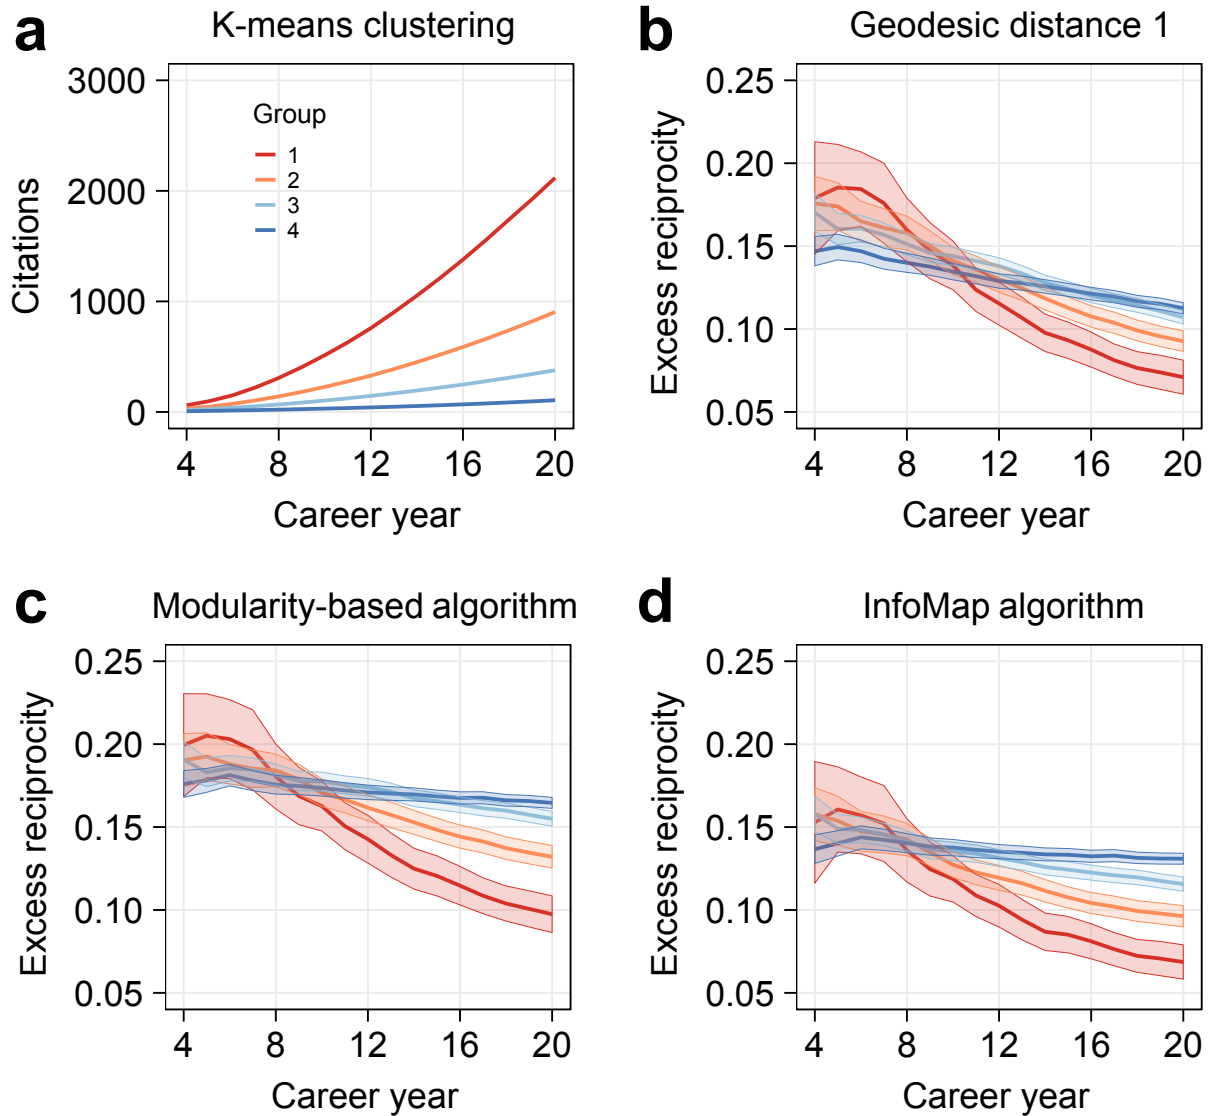 a
K-means clustering
3000
2000
1000
0
Citations
Group
1
2
3
4
4
8
12
16
20
Career year
b
Geodesic distance 1
0.25
0.20
0.15
0.10
0.05
Excess reciprocity
4
8
12
16
20
Career year
c
Modularity-based algorithm
0.25
0.20
0.15
0.10
0.05
Excess reciprocity
4
8
12
16
20
Career year
d
InfoMap algorithm
0.25
0.20
0.15
0.10
0.05
Excess reciprocity
4
8
12
16
20
Career year